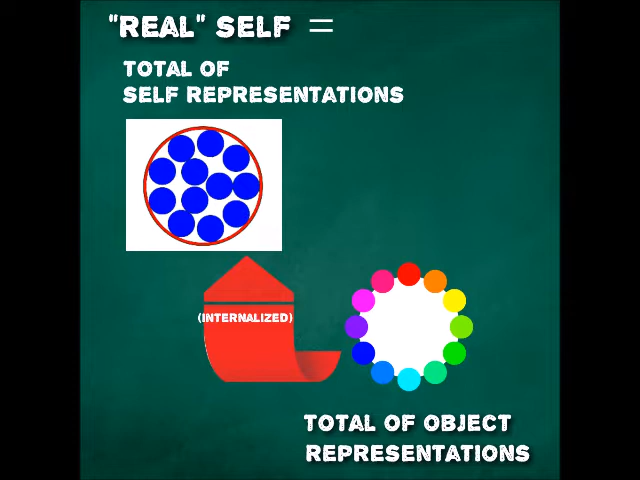 "REAL" SELF =
TOTAL OF
SELF REPRESENTATIONS
(INTERNALIZED)
TOTAL OF OBJECT
REPRESENTATIONS